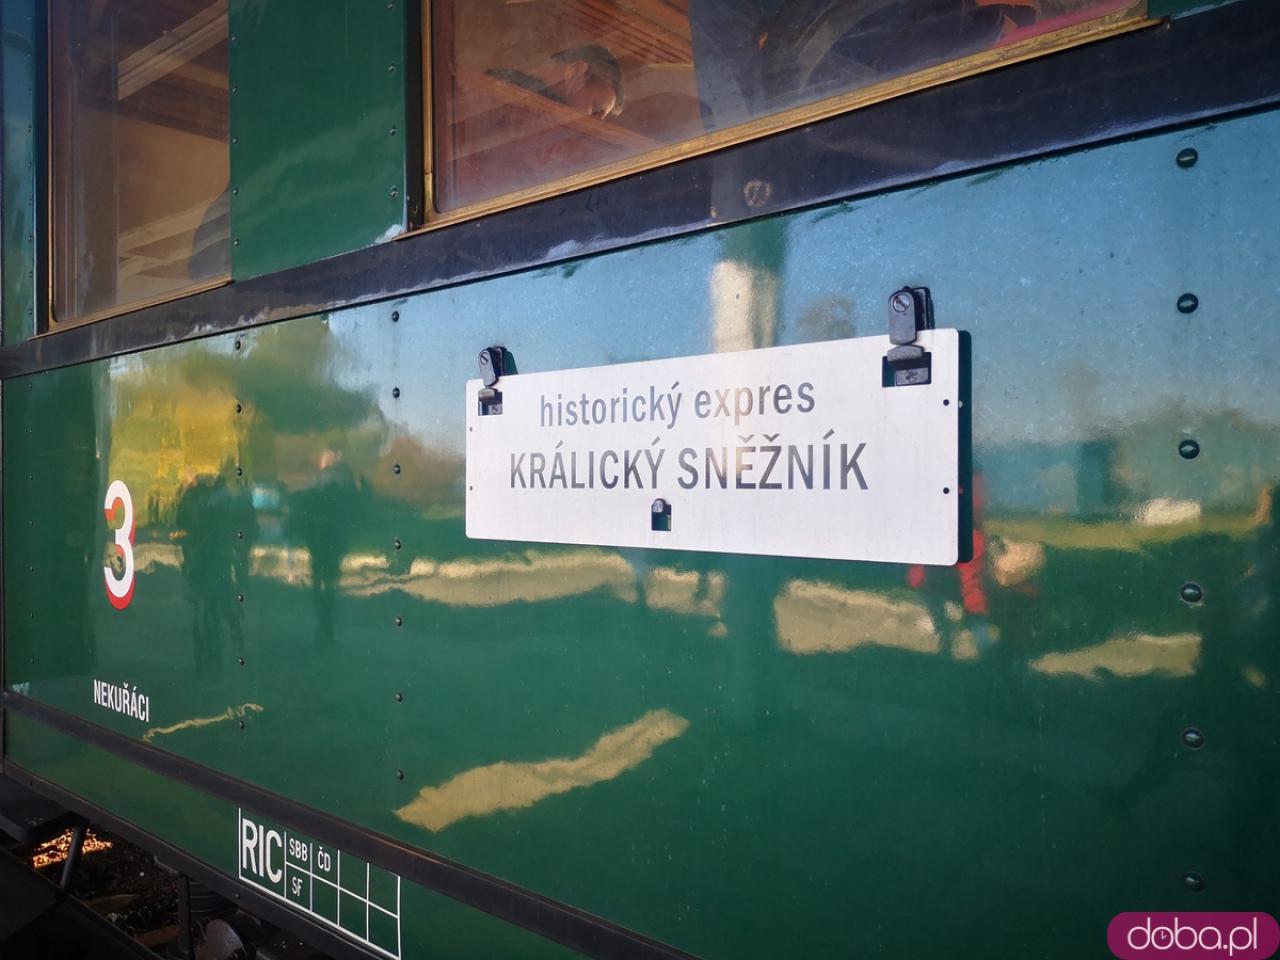 historický expres
KRÁLICKÝ SNĚŽNÍK
3
NEKUŘÁCI
RIC SBB ČD
SF
doba.pl